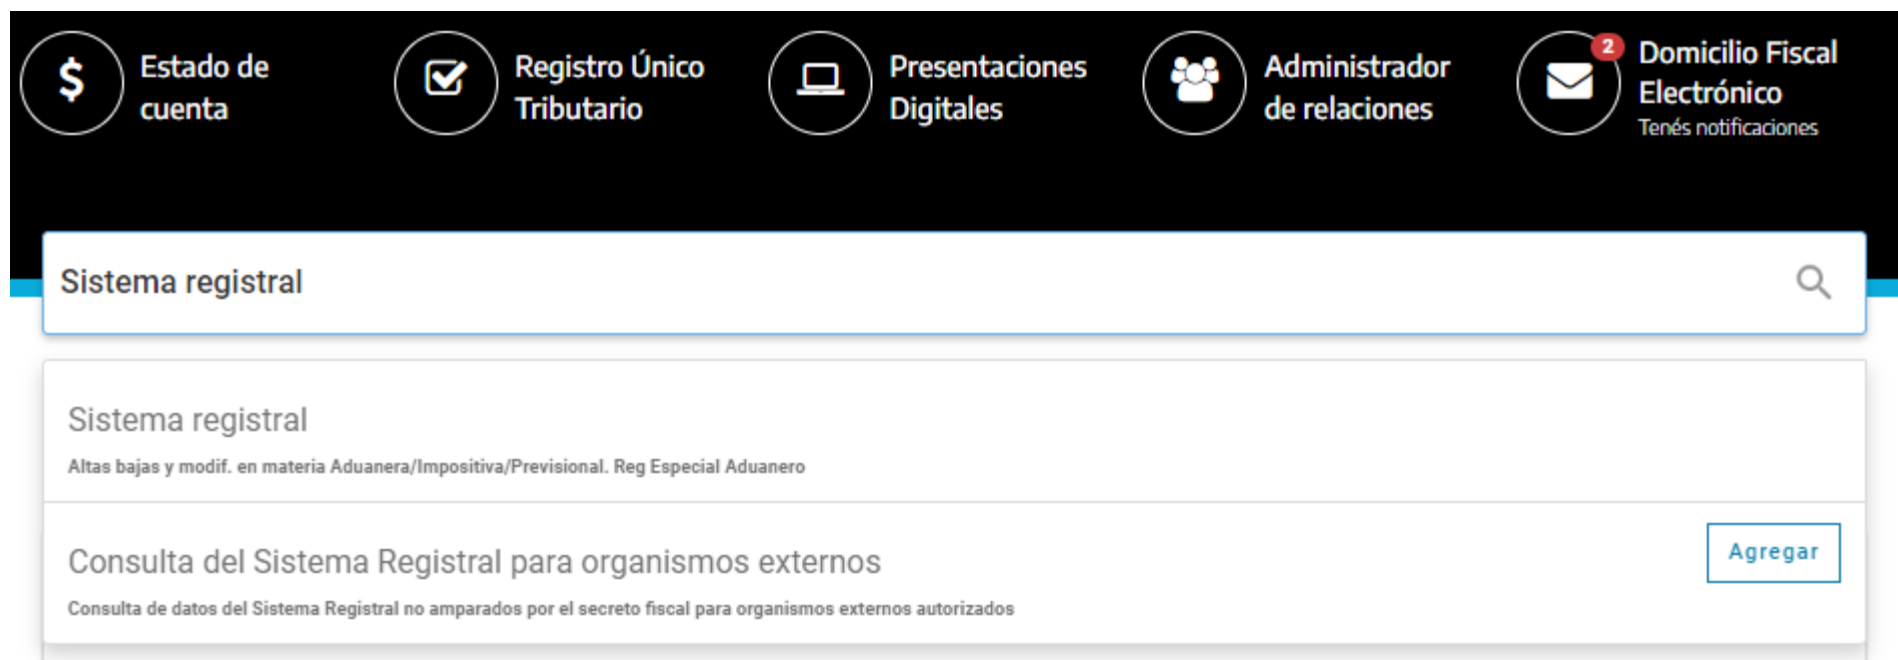 Estado de
cuenta
Registro Único
Tributario
Presentaciones
Digitales
Administrador
de relaciones
2
Domicilio Fiscal
Electrónico
Tenés notificaciones
Sistema registral
Sistema registral
Altas bajas y modif. en materia Aduanera/Impositiva/Previsional. Reg Especial Aduanero
Consulta del Sistema Registral para organismos externos
Agregar
Consulta de datos del Sistema Registral no amparados por el secreto fiscal para organismos externos autorizados